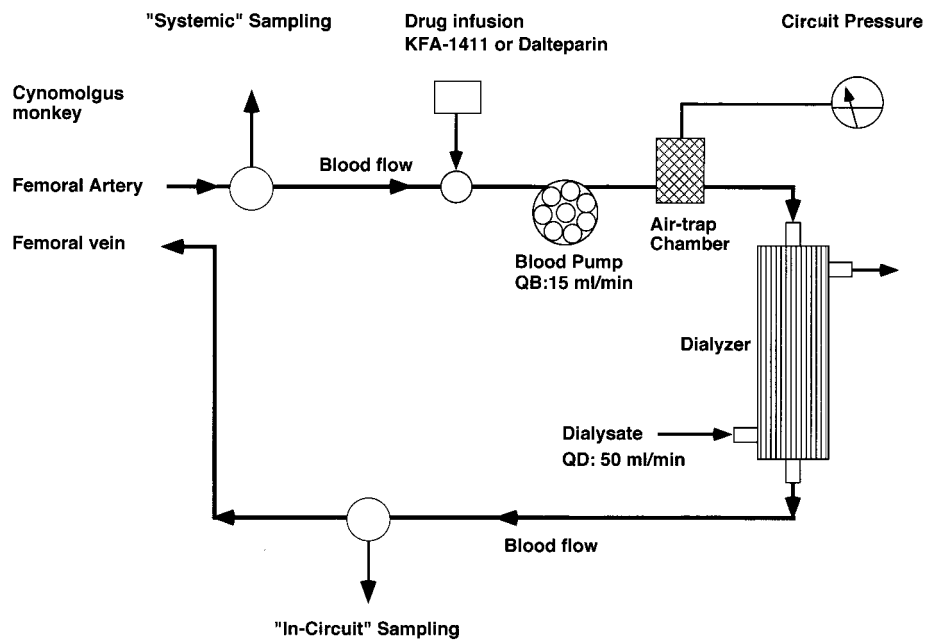 "Systemic" Sampling
Drug infusion
KFA-1411 or Dalteparin
Circuit Pressure
Cynomolgus
monkey
Blood flow
Femoral Artery
Femoral vein
Air-trap
Chamber
Blood Pump
QB:15 ml/min
Dialyzer
Dialysate
QD: 50 ml/min
Blood flow
"In-Circuit" Sampling